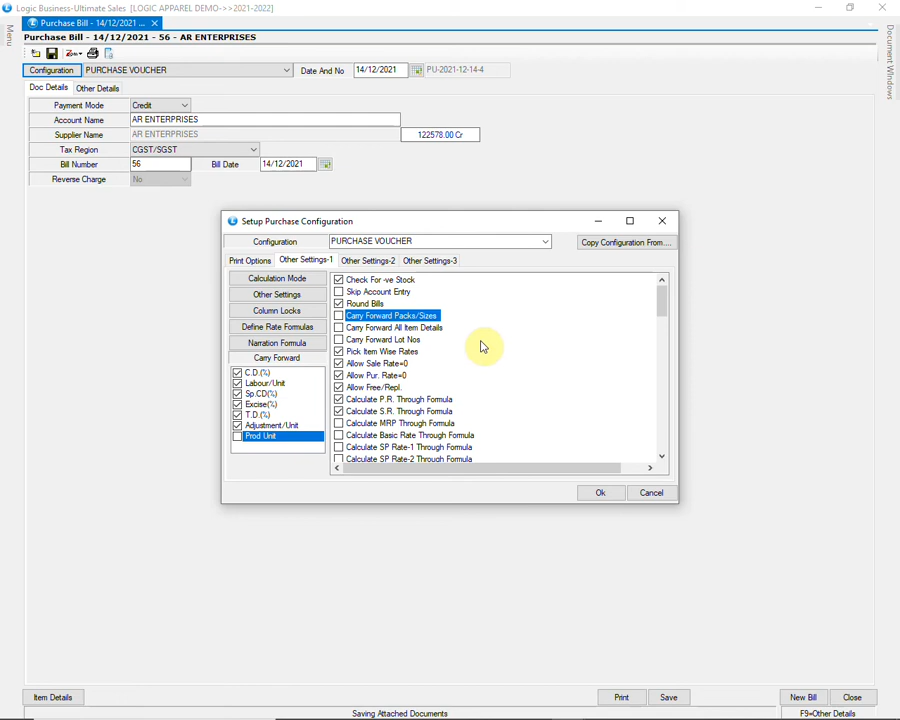 Logic Business-Ultimate Sales [LOGIC APPAREL DEMO->>2021-2022]
Menu
Purchase Bill - 14/12/2021 ...
Document Windows
Purchase Bill - 14/12/2021 - 56 - AR ENTERPRISES
Zoom
Configuration PURCHASE VOUCHER Date And No 14/12/2021 PU-2021-12-14-4
Doc Details Other Details
Payment Mode Credit
Account Name AR ENTERPRISES
Supplier Name AR ENTERPRISES 122578.00 Cr
Tax Region CGST/SGST
Bill Number 56 Bill Date 14/12/2021
Reverse Charge No
Setup Purchase Configuration
Configuration PURCHASE VOUCHER Copy Configuration From....
Print Options Other Settings-1 Other Settings-2 Other Settings-3
Calculation Mode
Other Settings
Column Locks
Define Rate Formulas
Narration Formula
Carry Forward
C.D.(%)
Labour/Unit
Sp.CD(%)
Excise(%)
T.D.(%)
Adjustment/Unit
Prod Unit
Check For -ve Stock
Skip Account Entry
Round Bills
Carry Forward Packs/Sizes
Carry Forward All Item Details
Carry Forward Lot Nos
Pick Item Wise Rates
Allow Sale Rate=0
Allow Pur. Rate=0
Allow Free/Repl.
Calculate P.R. Through Formula
Calculate S.R. Through Formula
Calculate MRP Through Formula
Calculate Basic Rate Through Formula
Calculate SP Rate-1 Through Formula
Calculate SP Rate-2 Through Formula
Ok Cancel
Item Details Print Save New Bill Close
Saving Attached Documents F9=Other Details